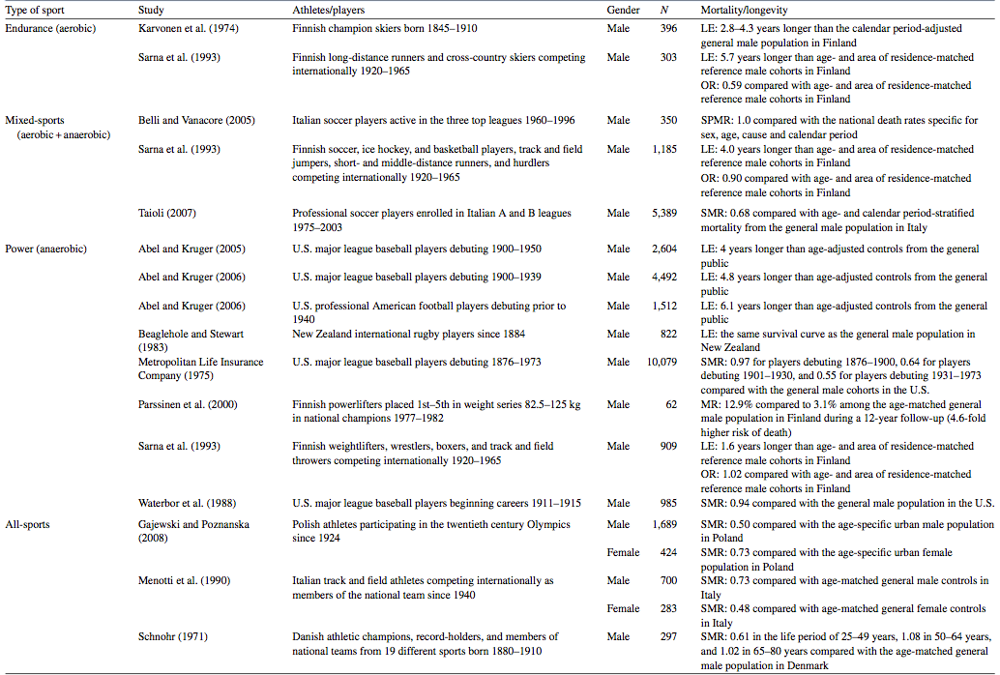 Type of sport Study Athletes/players Gender N Mortality/longevity
Endurance (aerobic) Karvonen et al. (1974) Finnish champion skiers born 1845–1910 Male 396 LE: 2.8–4.3 years longer than the calendar period-adjusted
general male population in Finland
Sarna et al. (1993) Finnish long-distance runners and cross-country skiers competing Male 303 LE: 5.7 years longer than age- and area of residence-matched
internationally 1920–1965 reference male cohorts in Finland
OR: 0.59 compared with age- and area of residence-matched
reference male cohorts in Finland
Mixed-sports Belli and Vanacore (2005) Italian soccer players active in the three top leagues 1960–1996 Male 350 SPMR: 1.0 compared with the national death rates specific for
(aerobic + anaerobic) sex, age, cause and calendar period
Sarna et al. (1993) Finnish soccer, ice hockey, and basketball players, track and field Male 1,185 LE: 4.0 years longer than age- and area of residence-matched
jumpers, short- and middle-distance runners, and hurdlers reference male cohorts in Finland
competing internationally 1920–1965 OR: 0.90 compared with age- and area of residence-matched
reference male cohorts in Finland
Taioli (2007) Professional soccer players enrolled in Italian A and B leagues Male 5,389 SMR: 0.68 compared with age- and calendar period-stratified
1975–2003 mortality from the general male population in Italy
Power (anaerobic) Abel and Kruger (2005) U.S. major league baseball players debuting 1900–1950 Male 2,604 LE: 4 years longer than age-adjusted controls from the general
public
Abel and Kruger (2006) U.S. major league baseball players debuting 1900–1939 Male 4,492 LE: 4.8 years longer than age-adjusted controls from the general
public
Abel and Kruger (2006) U.S. professional American football players debuting prior to Male 1,512 LE: 6.1 years longer than age-adjusted controls from the general
1940 public
Beaglehole and Stewart New Zealand international rugby players since 1884 Male 822 LE: the same survival curve as the general male population in
(1983) New Zealand
Metropolitan Life Insurance U.S. major league baseball players debuting 1876–1973 Male 10,079 SMR: 0.97 for players debuting 1876–1900, 0.64 for players
Company (1975) debuting 1901–1930, and 0.55 for players debuting 1931–1973
compared with the general male cohorts in the U.S.
Parssinen et al. (2000) Finnish powerlifters placed 1st–5th in weight series 82.5–125 kg Male 62 MR: 12.9% compared to 3.1% among the age-matched general
in national champions 1977–1982 male population in Finland during a 12-year follow-up (4.6-fold
higher risk of death)
Sarna et al. (1993) Finnish weightlifters, wrestlers, boxers, and track and field Male 909 LE: 1.6 years longer than age- and area of residence-matched
throwers competing internationally 1920–1965 reference male cohorts in Finland
OR: 1.02 compared with age- and area of residence-matched
reference male cohorts in Finland
Waterbor et al. (1988) U.S. major league baseball players beginning careers 1911–1915 Male 985 SMR: 0.94 compared with the general male population in the U.S.
All-sports Gajewski and Poznanska Polish athletes participating in the twentieth century Olympics Male 1,689 SMR: 0.50 compared with the age-specific urban male population
(2008) since 1924 in Poland
Female 424 SMR: 0.73 compared with the age-specific urban female
population in Poland
Menotti et al. (1990) Italian track and field athletes competing internationally as Male 700 SMR: 0.73 compared with age-matched general male controls in
members of the national team since 1940 Italy
Female 283 SMR: 0.48 compared with age-matched general female controls
in Italy
Schnohr (1971) Danish athletic champions, record-holders, and members of Male 297 SMR: 0.61 in the life period of 25–49 years, 1.08 in 50–64 years,
national teams from 19 different sports born 1880–1910 and 1.02 in 65–80 years compared with the age-matched general
male population in Denmark